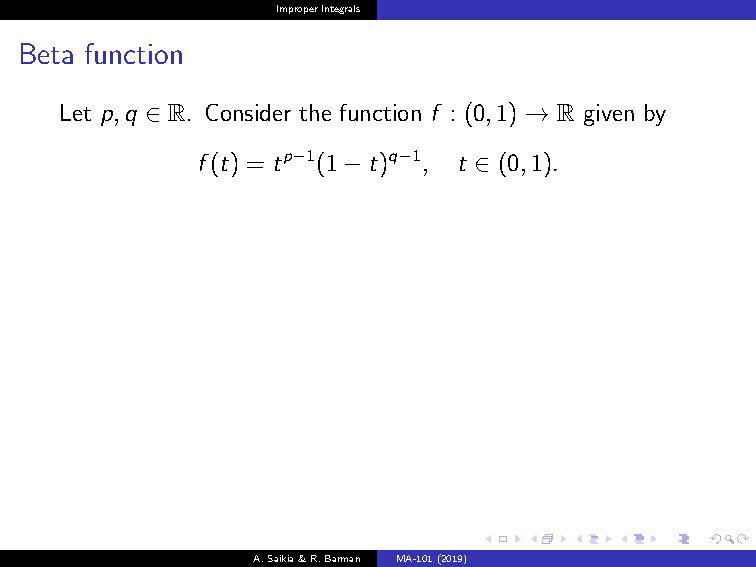 Improper Integrals
Beta function
Let p, q ∈ ℝ. Consider the function f : (0, 1) → ℝ given by
f(t) = t^{p−1}(1 − t)^{q−1}, t ∈ (0, 1).
A. Saikia & R. Barman MA-101 (2019)